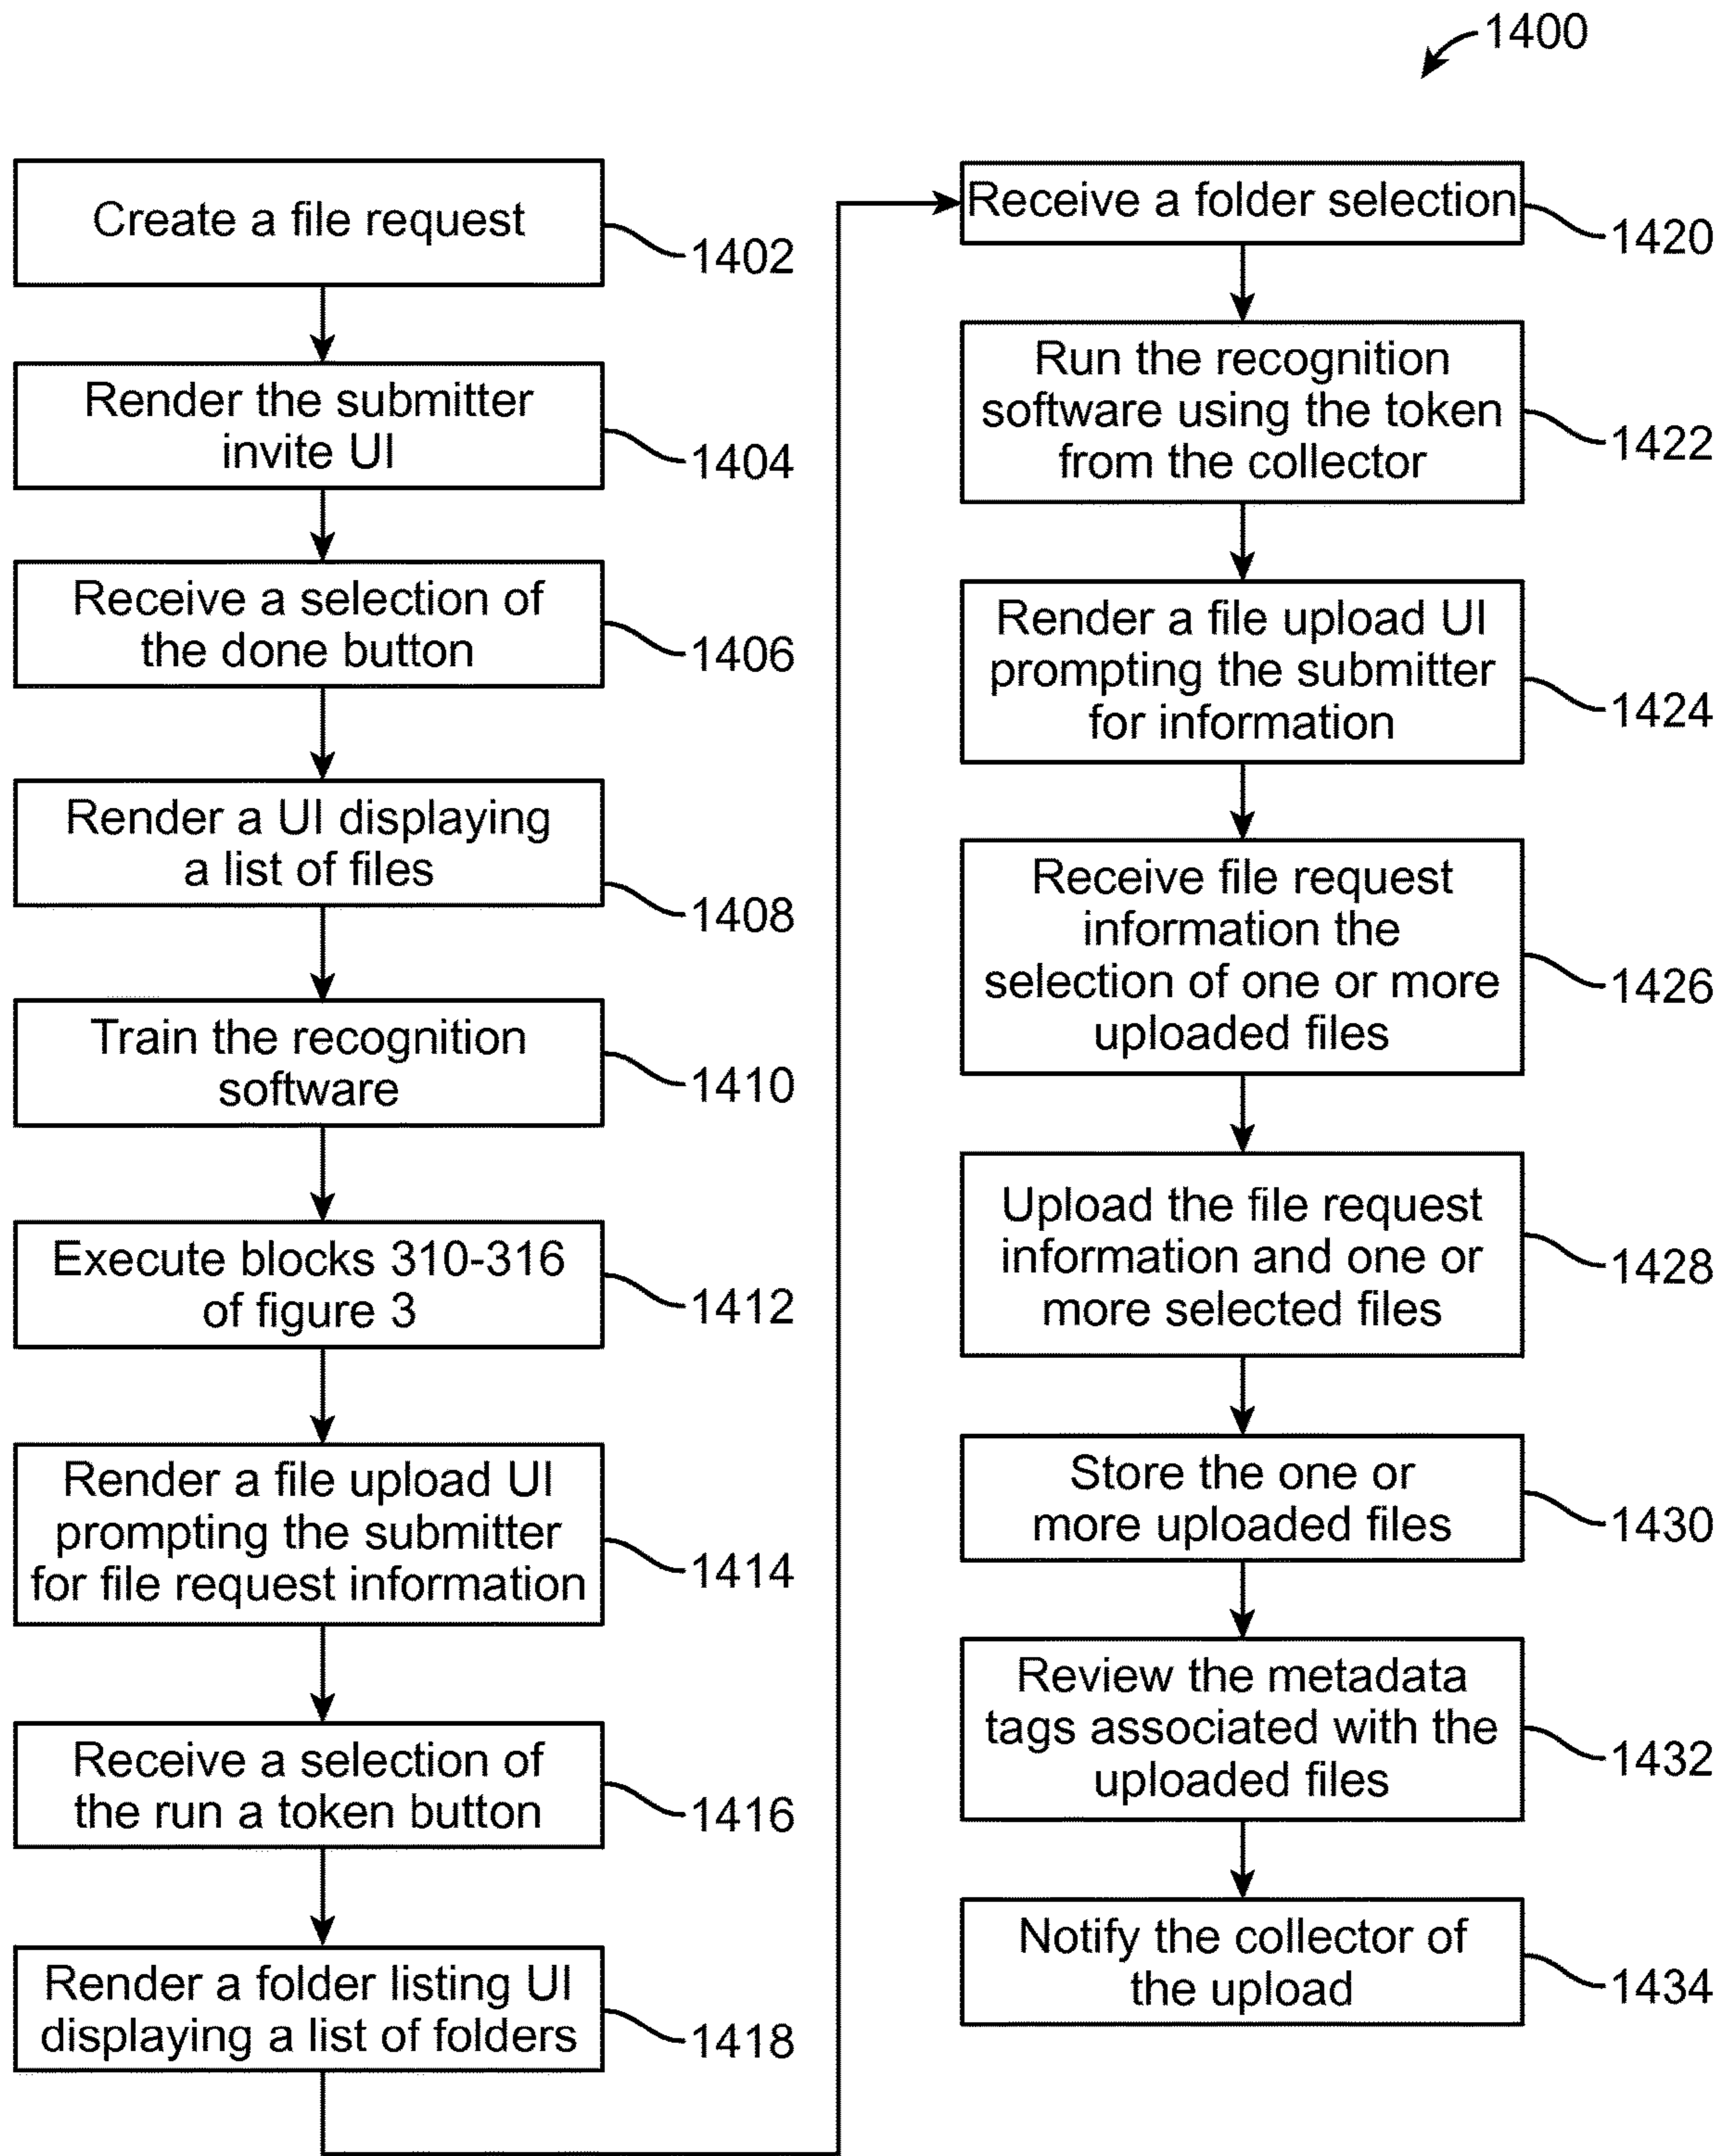 1400
Create a file request
1402
Render the submitter
invite UI
1404
Receive a selection of
the done button
1406
Render a UI displaying
a list of files
1408
Train the recognition
software
1410
Execute blocks 310-316
of figure 3
1412
Render a file upload UI
prompting the submitter
for file request information
1414
Receive a selection of
the run a token button
1416
Render a folder listing UI
displaying a list of folders
1418
Receive a folder selection
1420
Run the recognition
software using the token
from the collector
1422
Render a file upload UI
prompting the submitter
for information
1424
Receive file request
information the
selection of one or more
uploaded files
1426
Upload the file request
information and one or
more selected files
1428
Store the one or
more uploaded files
1430
Review the metadata
tags associated with the
uploaded files
1432
Notify the collector of
the upload
1434